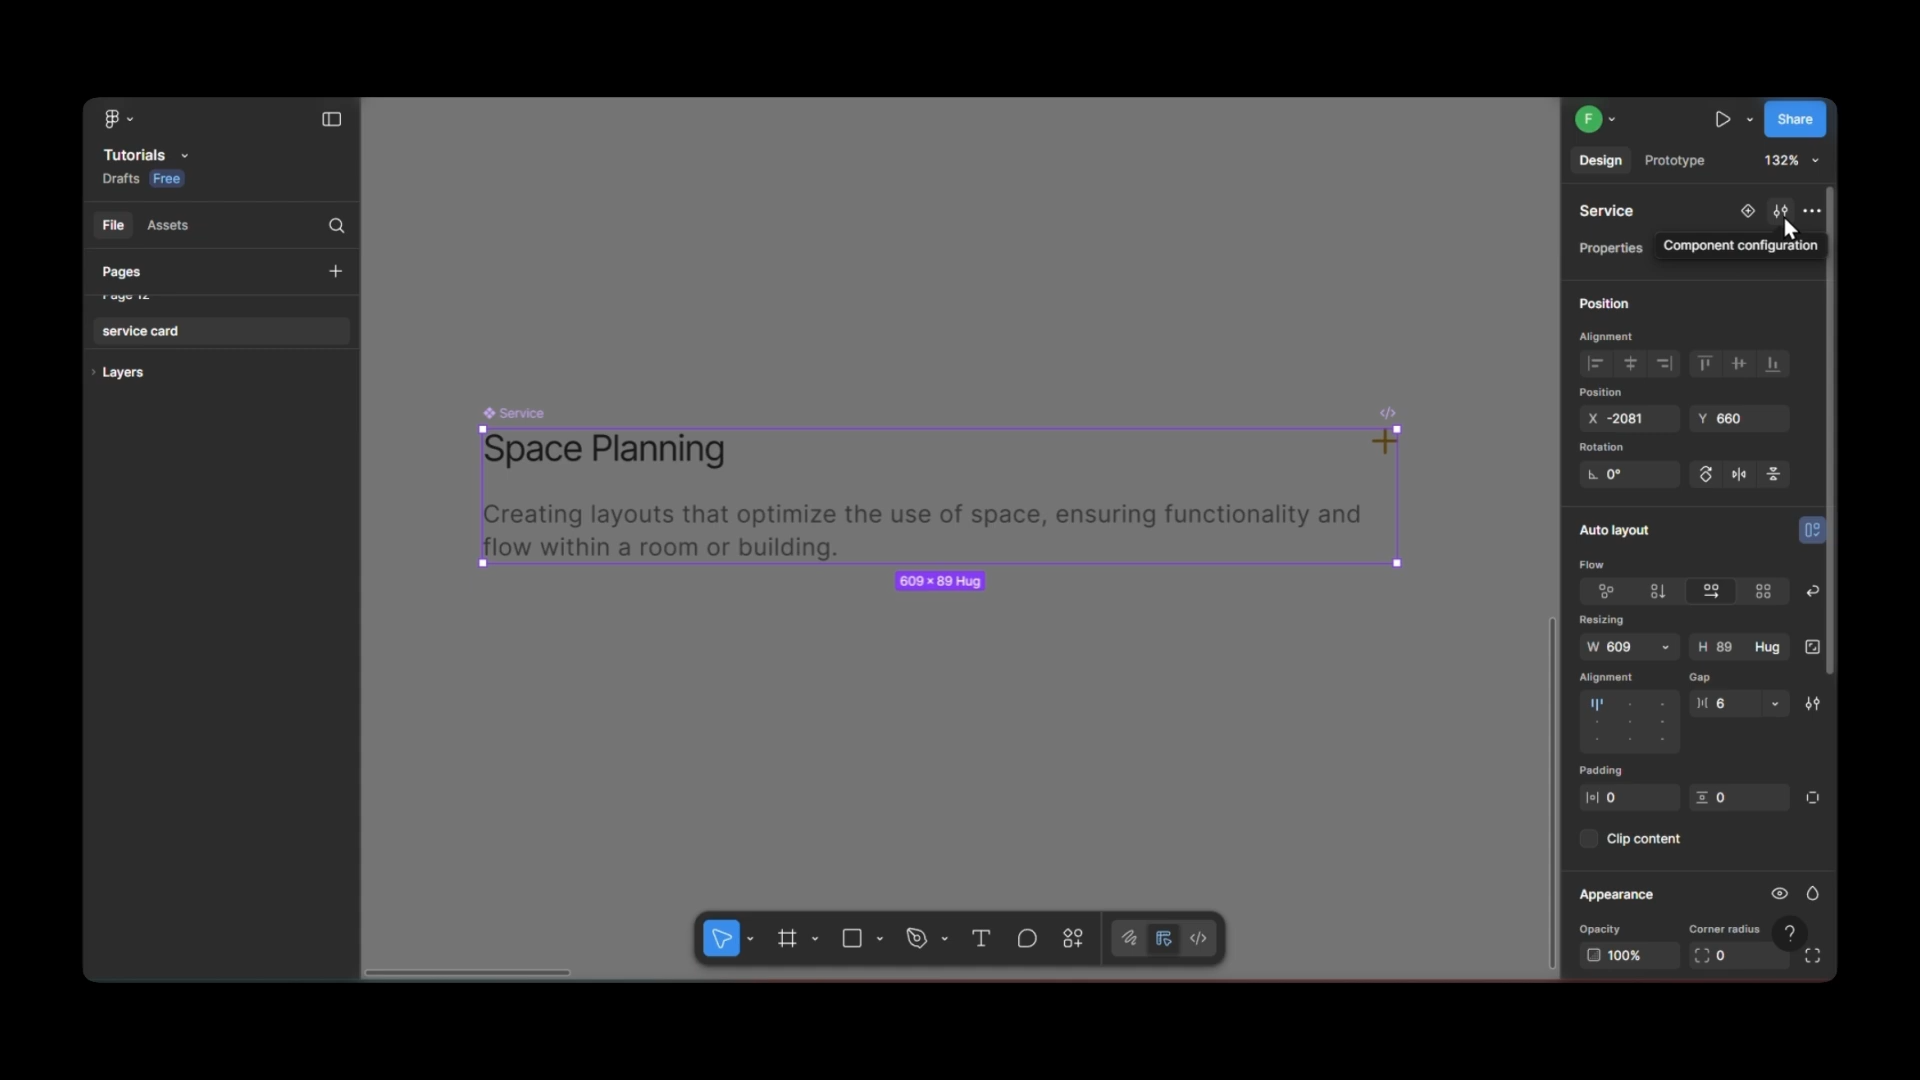 Tutorials
Drafts Free
File Assets
Pages
Page 12
service card
Layers
Service
</>
Space Planning
Creating layouts that optimize the use of space, ensuring functionality and
flow within a room or building.
609 × 89 Hug
F
Share
Design Prototype 132%
Service
Properties
Component configuration
Position
Alignment
Position
X -2081 Y 660
Rotation
0°
Auto layout
Flow
Resizing
W 609 H 89 Hug
Alignment Gap
6
Padding
0 0
Clip content
Appearance
Opacity Corner radius
100% 0
?